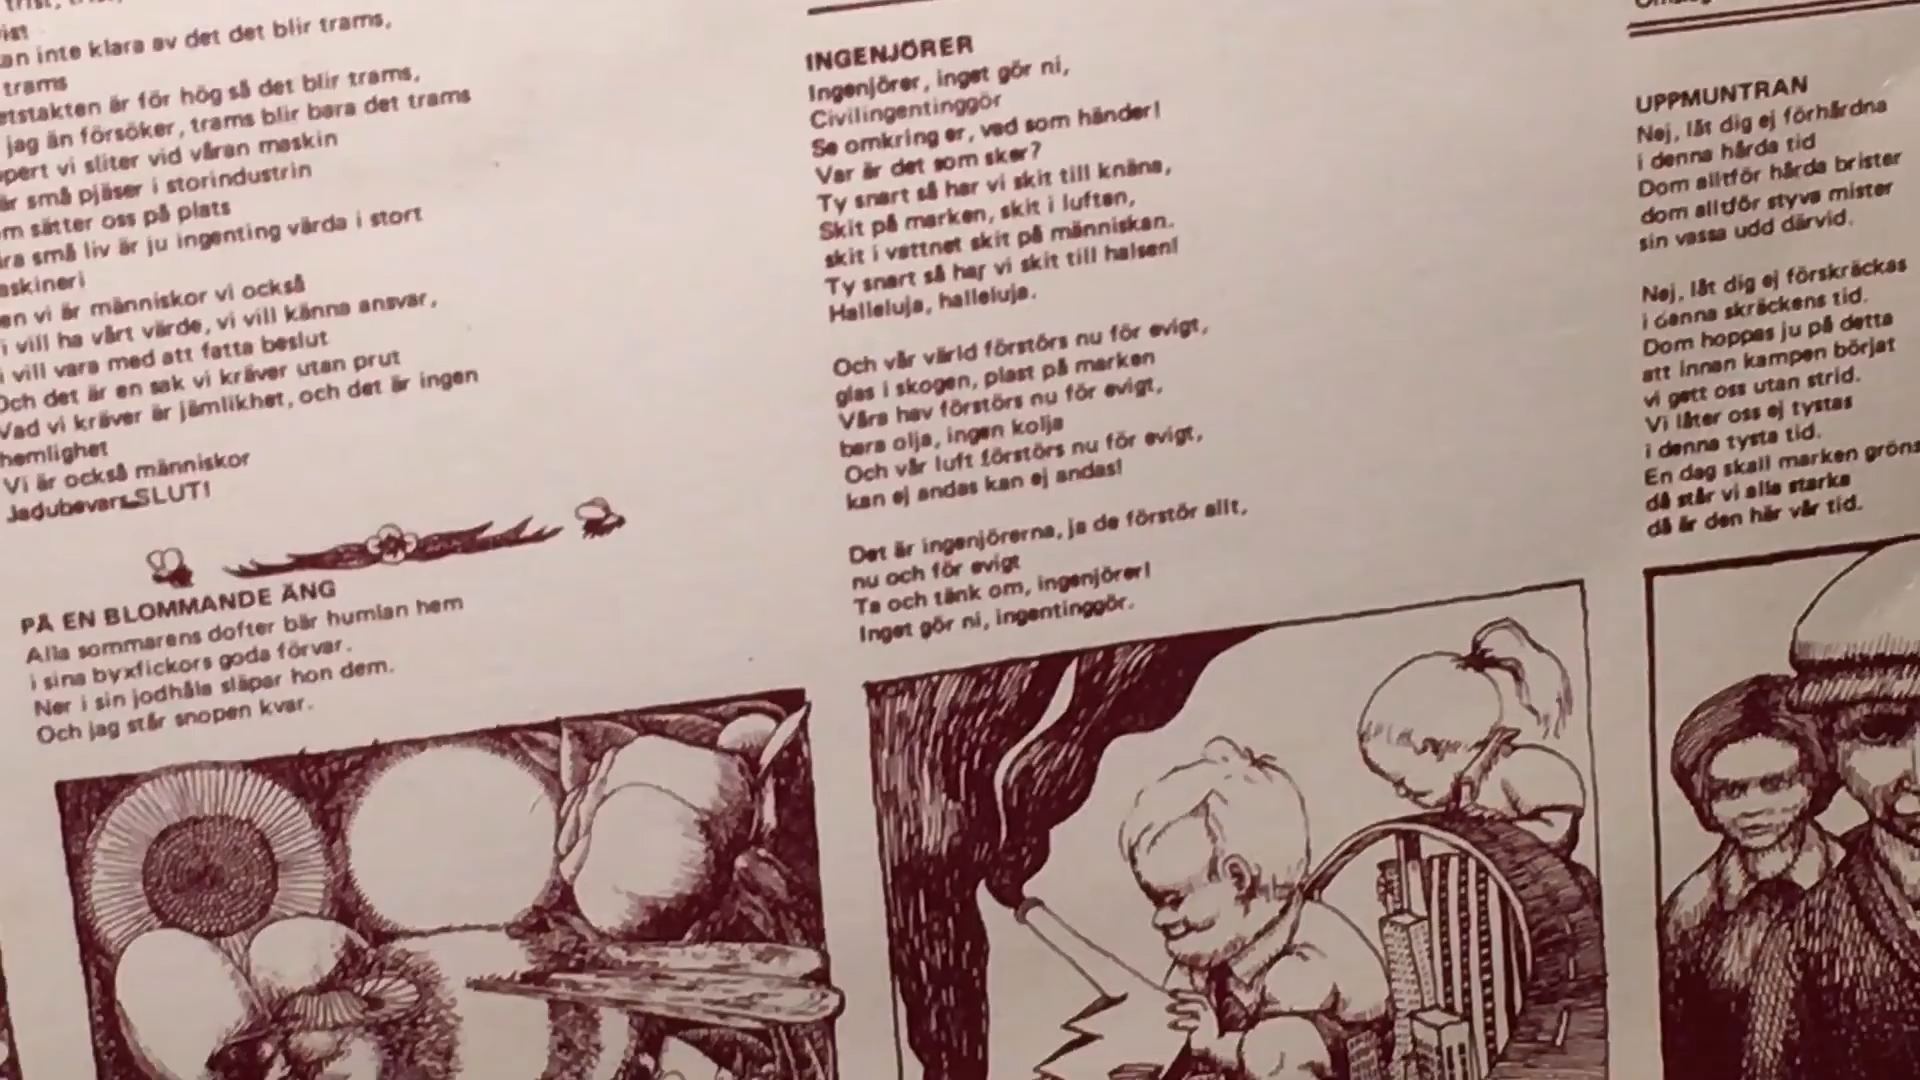 an inte klara av det det blir trams,
trams
etstakten är för hög så det blir trams,
jag än försöker, trams blir bara det trams
pert vi sliter vid våran maskin
är små pjäser i storindustrin
m sätter oss på plats
ra små liv är ju ingenting värda i stort
askineri
en vi är människor vi också
i vill ha vårt värde, vi vill känna ansvar,
i vill vara med att fatta beslut
Och det är en sak vi kräver utan prut
Vad vi kräver är jämlikhet, och det är ingen
hemlighet
Vi är också människor
Jadubevars SLUT!
PÅ EN BLOMMANDE ÄNG
Alla sommarens dofter bär humlan hem
i sina byxfickors goda förvar.
Ner i sin jordhåla släpar hon dem.
Och jag står snopen kvar.
INGENJÖRER
Ingenjörer, inget gör ni,
Civilingentinggör
Se omkring er, vad som händer!
Var är det som sker?
Ty snart så har vi skit till knäna,
Skit på marken, skit i luften,
skit i vattnet skit på människan.
Ty snart så har vi skit till halsen!
Halleluja, halleluja.
Och vår värld förstörs nu för evigt,
glas i skogen, plast på marken
Våra hav förstörs nu för evigt,
bara olja, ingen kolja
Och vår luft förstörs nu för evigt,
kan ej andas kan ej andas!
Det är ingenjörerna, ja de förstör allt,
nu och för evigt
Ta och tänk om, ingenjörer!
Inget gör ni, ingentinggör.
UPPMUNTRAN
Nej, låt dig ej förhårdna
i denna hårda tid
Dom alltför hårda brister
dom alltför styva mister
sin vassa udd därvid.
Nej, låt dig ej förskräckas
i denna skräckens tid.
Dom hoppas ju på detta
att innan kampen börjat
vi gett oss utan strid.
Vi låter oss ej tystas
i denna tysta tid.
En dag skall marken gröns
då står vi alla starka
då är den här vår tid.